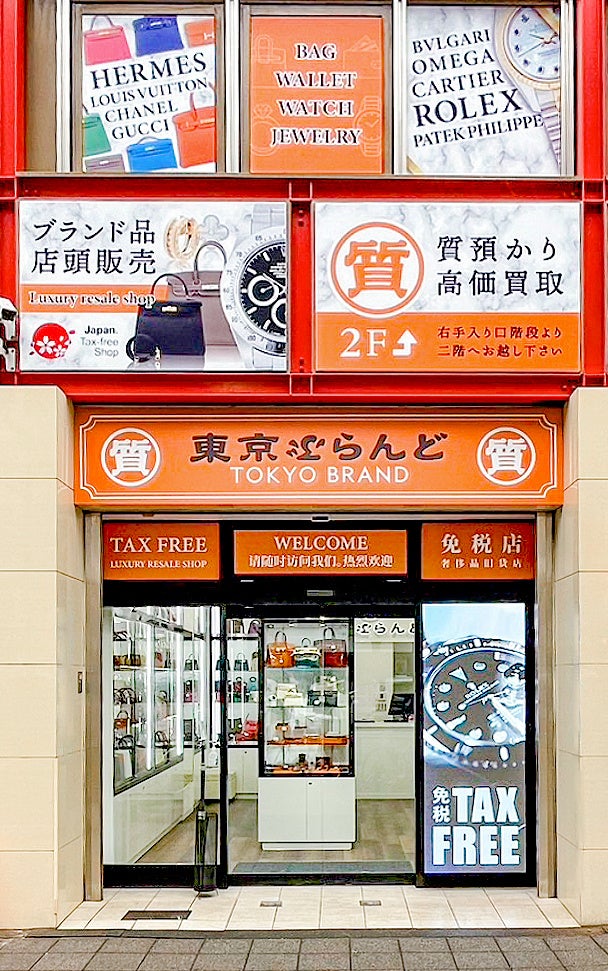 HERMES
LOUIS VUITTON
CHANEL
GUCCI
BAG
WALLET
WATCH
JEWELRY
BVLGARI
OMEGA
CARTIER
ROLEX
PATEK PHILIPPE
ブランド品
店頭販売
Luxury resale shop
Japan.
Tax-free
Shop
質
質預かり
高価買取
2F
右手入り口階段より
二階へお越し下さい
質
東京ぶらんど
TOKYO BRAND
質
TAX FREE
LUXURY RESALE SHOP
WELCOME
请随时访问我们。热烈欢迎
免税店
奢侈品旧货店
らんど
免税
TAX
FREE